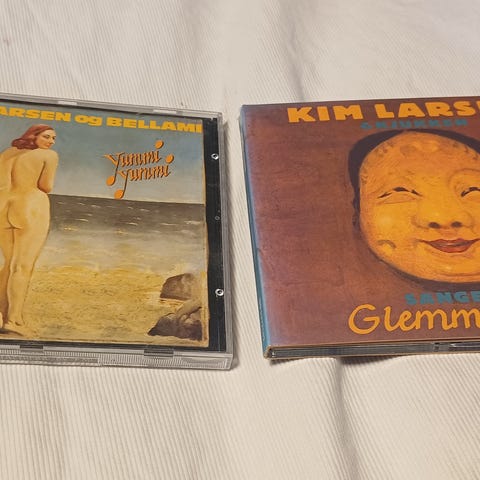 ARSEN og BELLAMI
yummi
yummi
KIM LARS
SANGE
Glemm